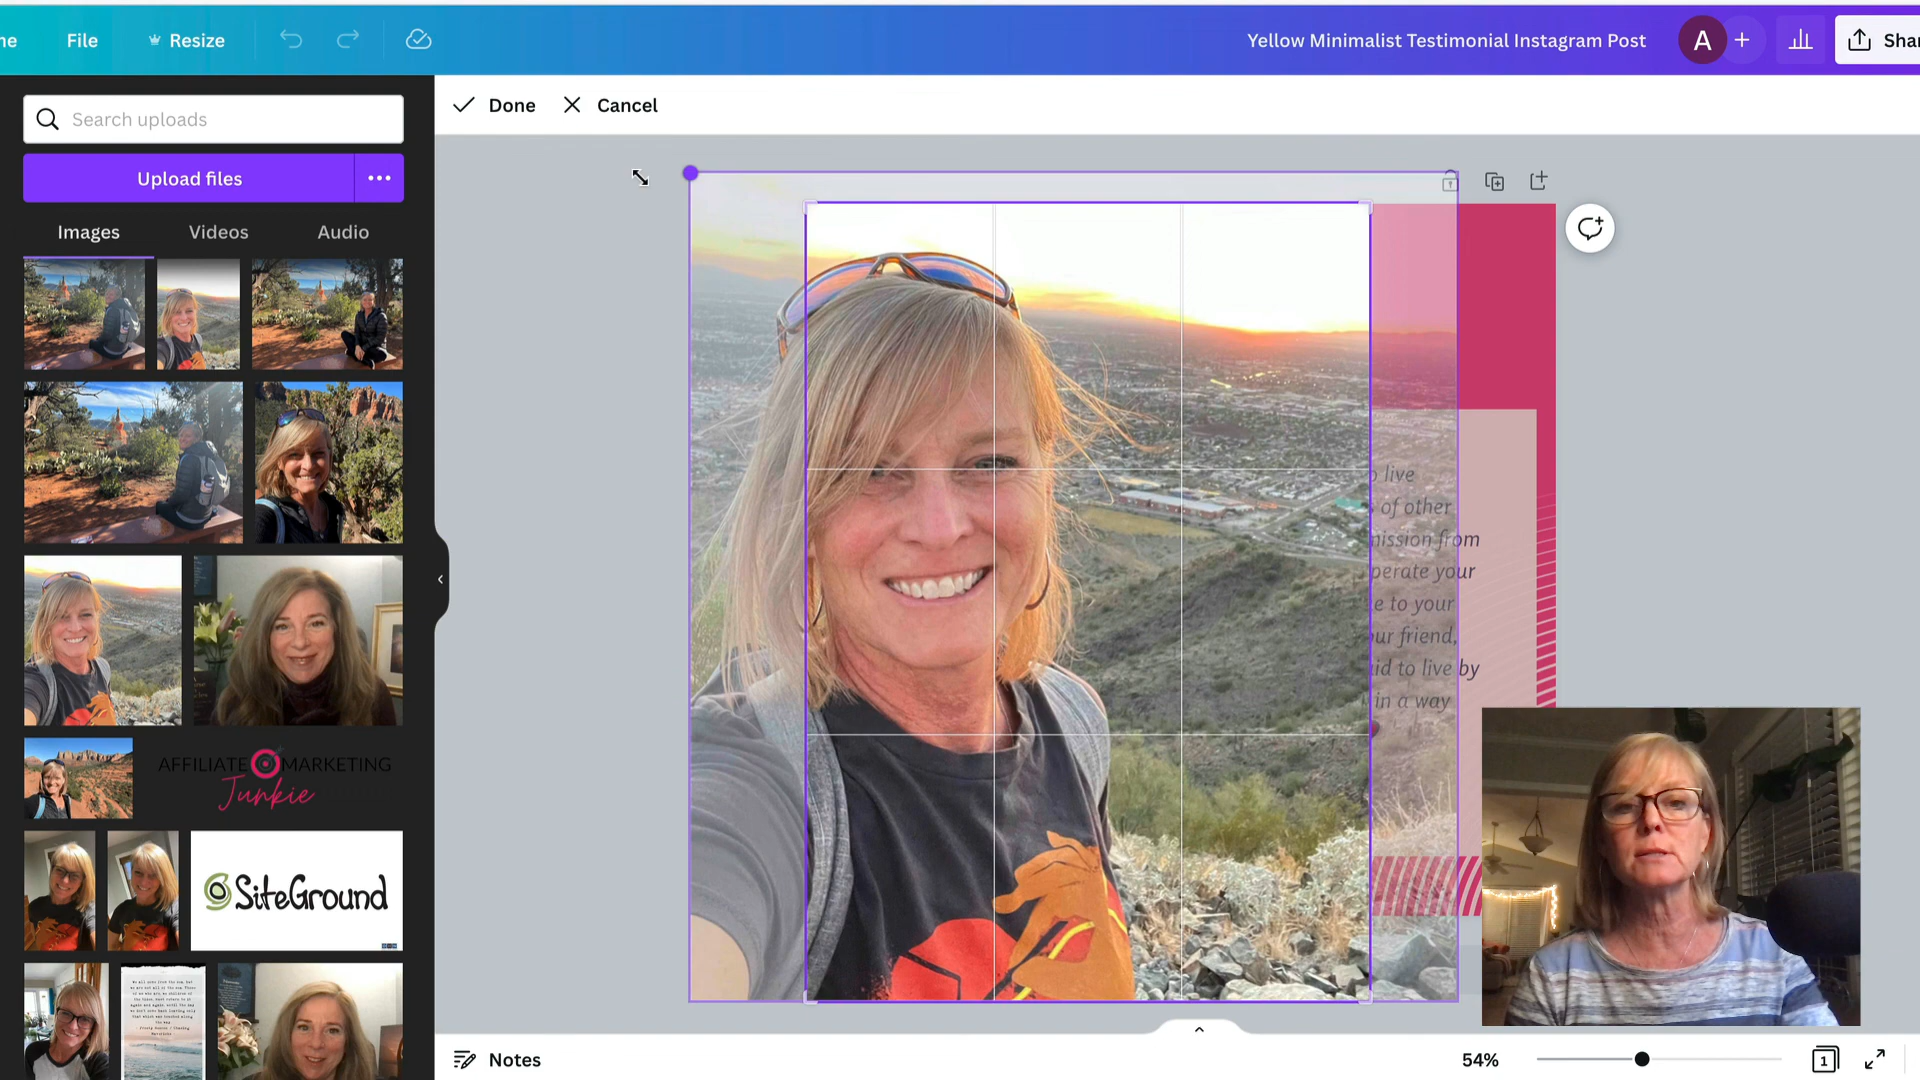 ne
File
Resize
Yellow Minimalist Testimonial Instagram Post
A
+
Shar
Search uploads
Upload files
Done
Cancel
Images
Videos
Audio
o live
of other
mission from
perate your
e to your
ur friend,
id to live by
in a way
AFFILIATE MARKETING
Junkie
SiteGround
Notes
54%
1